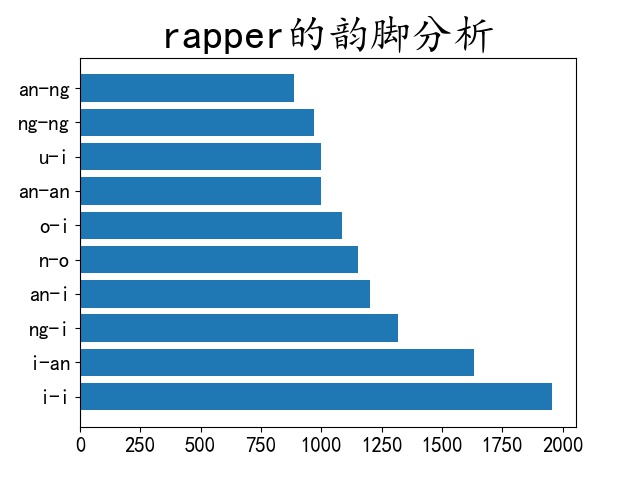 rapper的韵脚分析
an-ng
ng-ng
u-i
an-an
o-i
n-o
an-i
ng-i
i-an
i-i
0 250 500 750 1000 1250 1500 1750 2000